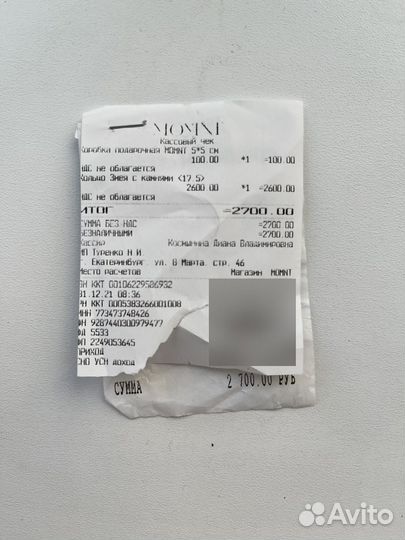 MOMNT
Кассовый чек
Коробка подарочная MOMNT 5*5 см
100.00 *1 =100.00
НДС не облагается
Кольцо Змея с камнями (17.5)
2600.00 *1 =2600.00
НДС не облагается
ИТОГ =2700.00
СУММА БЕЗ НДС =2700.00
БЕЗНАЛИЧНЫМИ =2700.00
Кассир Диана Владимировна
ИП Туренко Н И
г. Екатеринбург, ул 8 Марта, стр. 46
Место расчетов Магазин MOMNT
ЗН ККТ 00106229506932
31.12.21 08:36
РН ККТ 0005383266001008
ИНН 773473748426
ФН 9287440300979477
ФД 5533
ФП 2249053645
ПРИХОД
СНО УСН доход
СУММА 2 700.00 РУБ
Avito